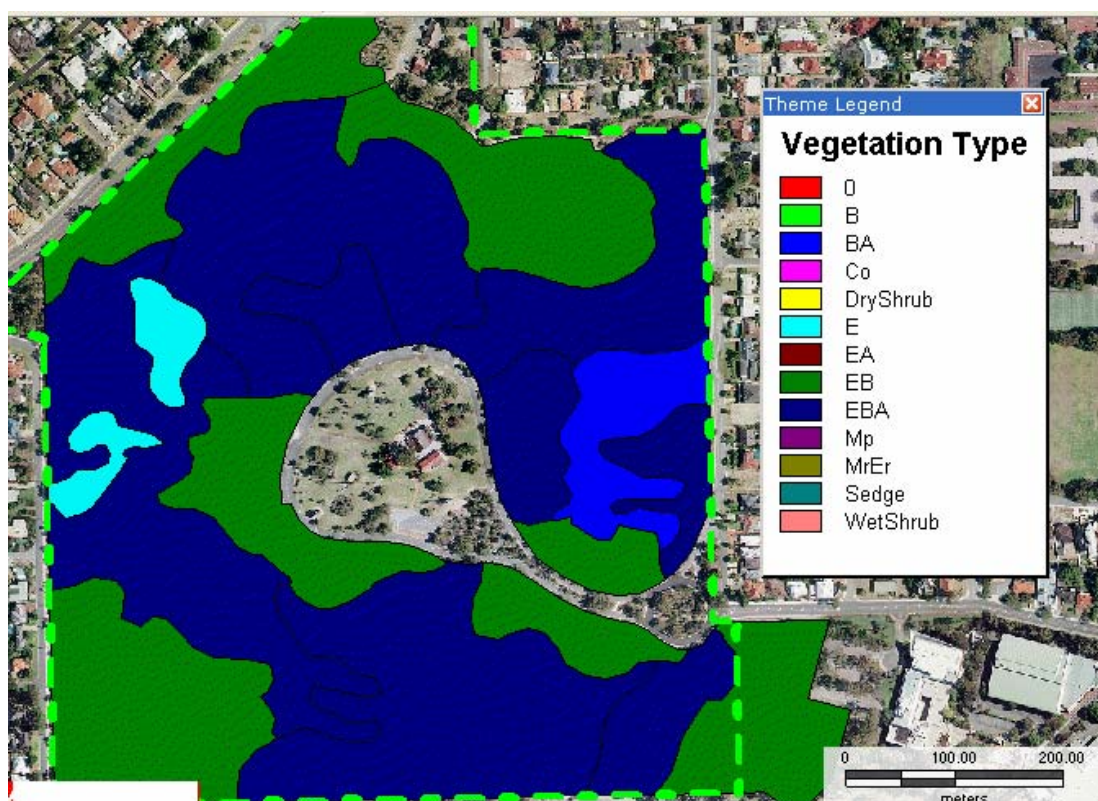 Theme Legend
Vegetation Type
0
B
BA
Co
DryShrub
E
EA
EB
EBA
Mp
MrEr
Sedge
WetShrub
0 100.00 200.00
meters